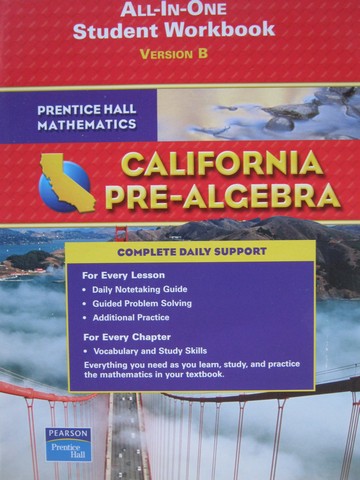 ALL-IN-ONE
Student Workbook
VERSION B
PRENTICE HALL
MATHEMATICS
CALIFORNIA
PRE-ALGEBRA
COMPLETE DAILY SUPPORT
For Every Lesson
• Daily Notetaking Guide
• Guided Problem Solving
• Additional Practice
For Every Chapter
• Vocabulary and Study Skills
Everything you need as you learn, study, and practice
the mathematics in your textbook.
PEARSON
Prentice
Hall